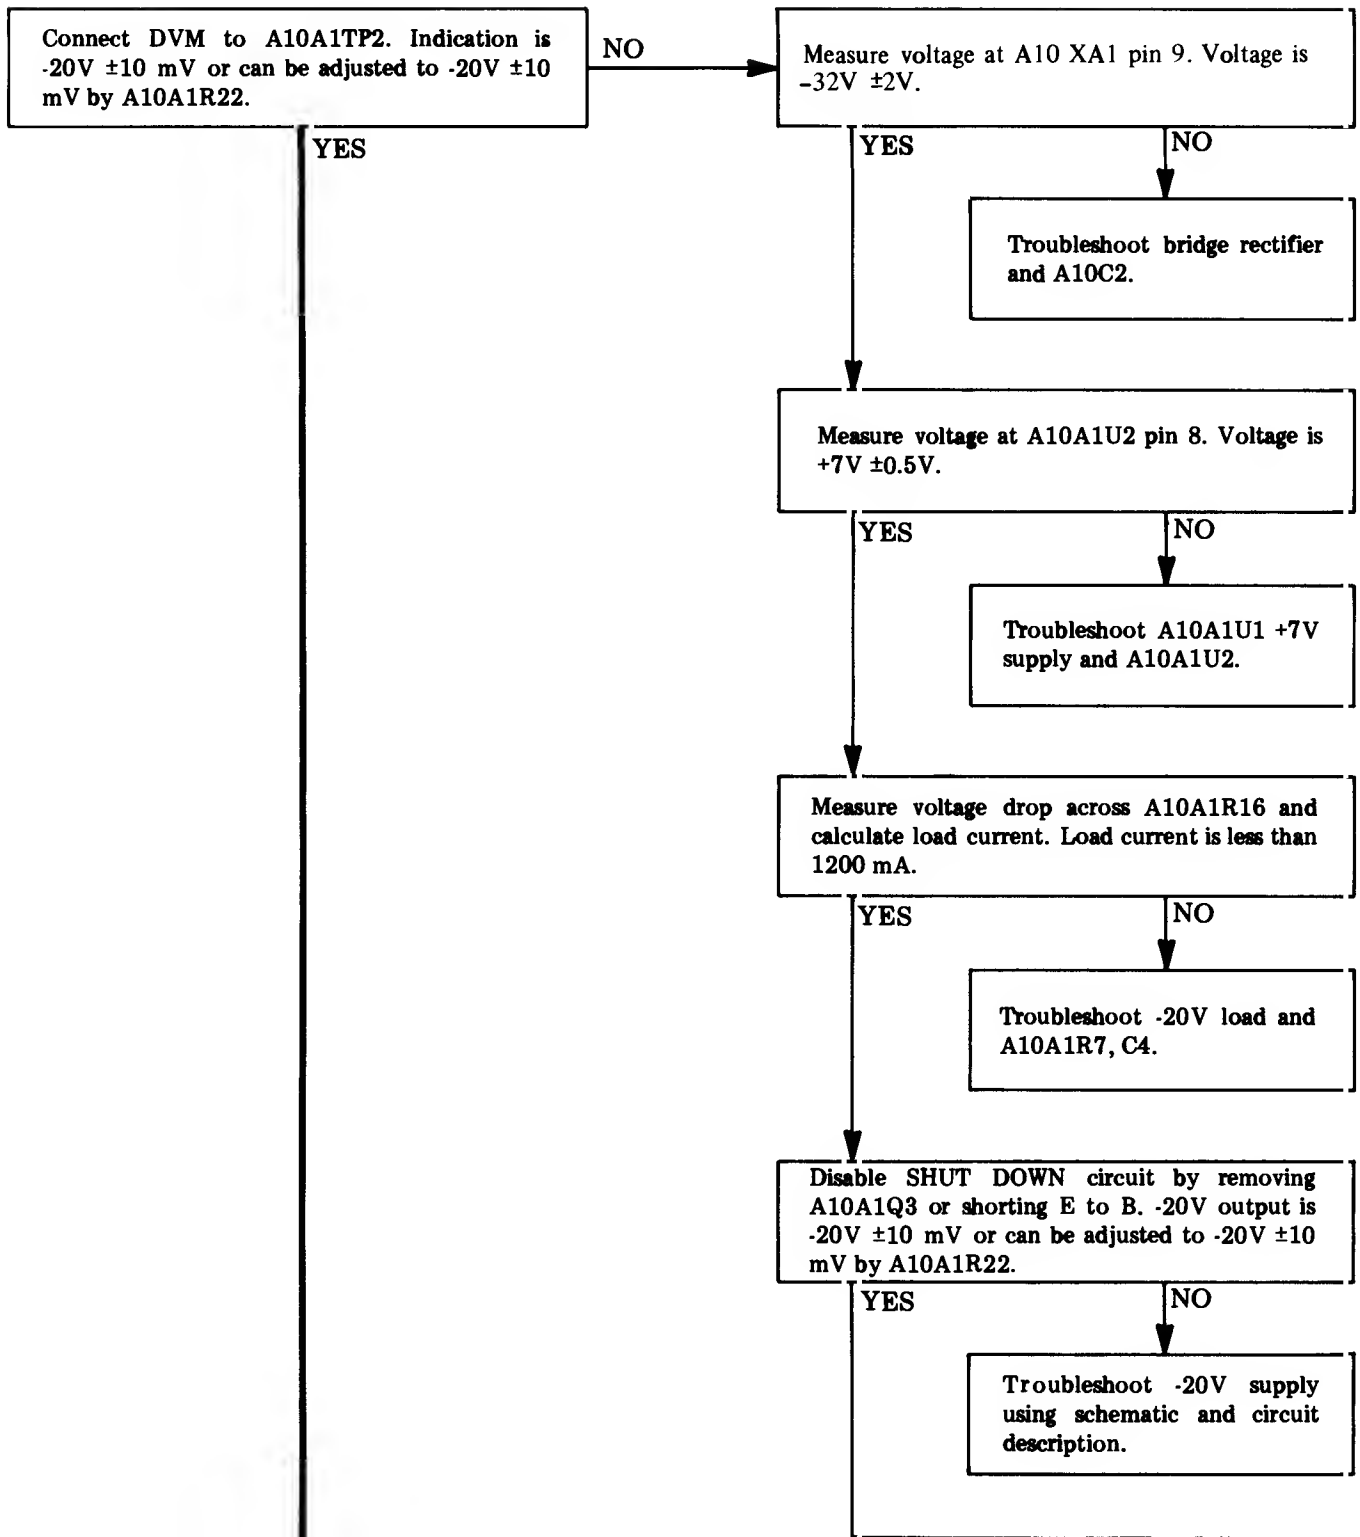 Connect DVM to A10A1TP2. Indication is
-20V ±10 mV or can be adjusted to -20V ±10
mV by A10A1R22.
NO
Measure voltage at A10 XA1 pin 9. Voltage is
-32V ±2V.
YES
YES
NO
Troubleshoot bridge rectifier
and A10C2.
Measure voltage at A10A1U2 pin 8. Voltage is
+7V ±0.5V.
YES
NO
Troubleshoot A10A1U1 +7V
supply and A10A1U2.
Measure voltage drop across A10A1R16 and
calculate load current. Load current is less than
1200 mA.
YES
NO
Troubleshoot -20V load and
A10A1R7, C4.
Disable SHUT DOWN circuit by removing
A10A1Q3 or shorting E to B. -20V output is
-20V ±10 mV or can be adjusted to -20V ±10
mV by A10A1R22.
YES
NO
Troubleshoot -20V supply
using schematic and circuit
description.